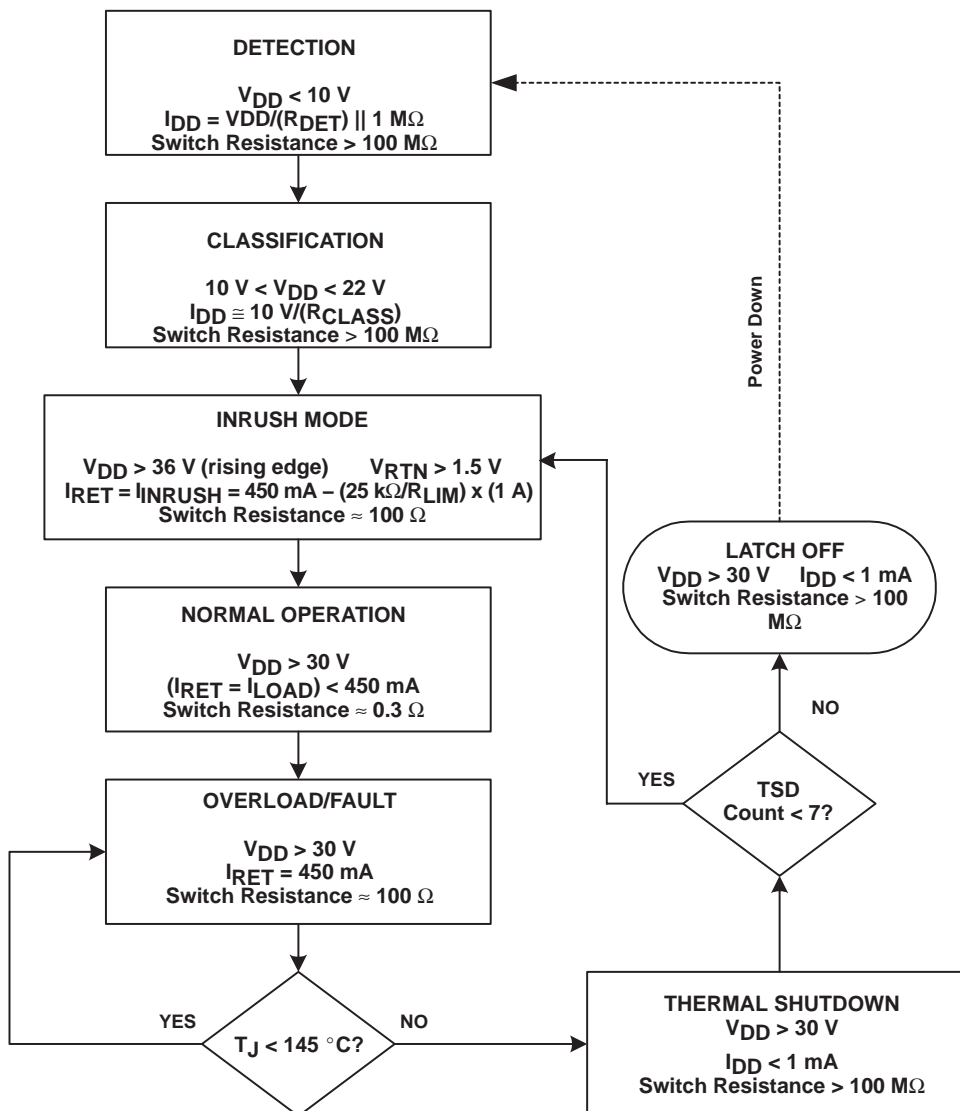 DETECTION
VDD < 10 V
IDD = VDD/(RDET) || 1 MΩ
Switch Resistance > 100 MΩ
CLASSIFICATION
10 V < VDD < 22 V
IDD ≅ 10 V/(RCLASS)
Switch Resistance > 100 MΩ
INRUSH MODE
VDD > 36 V (rising edge) VRTN > 1.5 V
IRET = IINRUSH = 450 mA – (25 kΩ/RLIM) x (1 A)
Switch Resistance ≈ 100 Ω
NORMAL OPERATION
VDD > 30 V
(IRET = ILOAD) < 450 mA
Switch Resistance ≈ 0.3 Ω
OVERLOAD/FAULT
VDD > 30 V
IRET = 450 mA
Switch Resistance ≈ 100 Ω
YES
TJ < 145 °C?
NO
THERMAL SHUTDOWN
VDD > 30 V
IDD < 1 mA
Switch Resistance > 100 MΩ
TSD
Count < 7?
YES
NO
LATCH OFF
VDD > 30 V IDD < 1 mA
Switch Resistance > 100
MΩ
Power Down